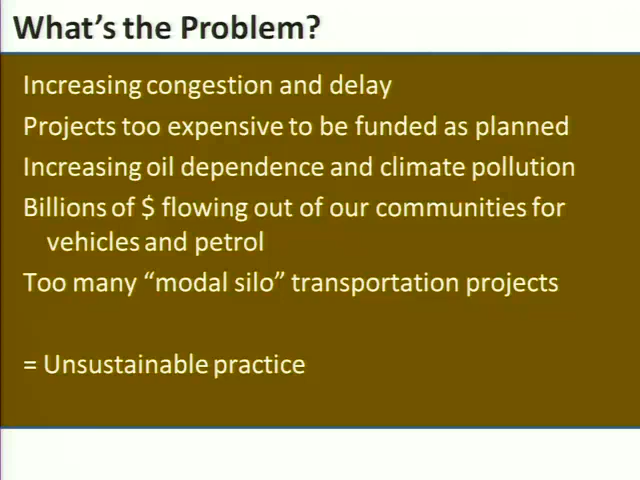 What's the Problem?
Increasing congestion and delay
Projects too expensive to be funded as planned
Increasing oil dependence and climate pollution
Billions of $ flowing out of our communities for
vehicles and petrol
Too many “modal silo” transportation projects
= Unsustainable practice